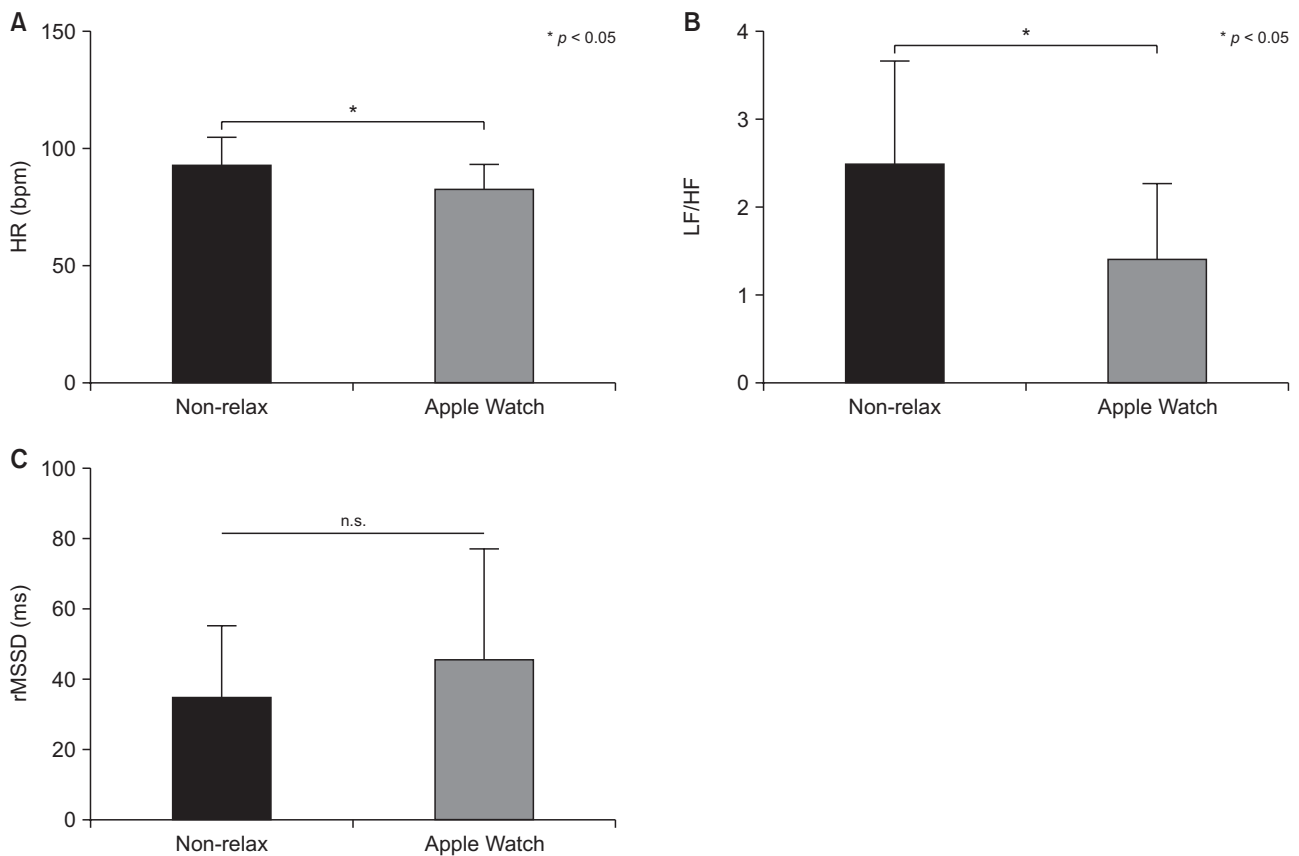 A
150
100
50
0
HR (bpm)
* p < 0.05
*
Non-relax
Apple Watch
B
4
3
2
1
0
LF/HF
* p < 0.05
*
Non-relax
Apple Watch
C
100
80
60
40
20
0
rMSSD (ms)
n.s.
Non-relax
Apple Watch